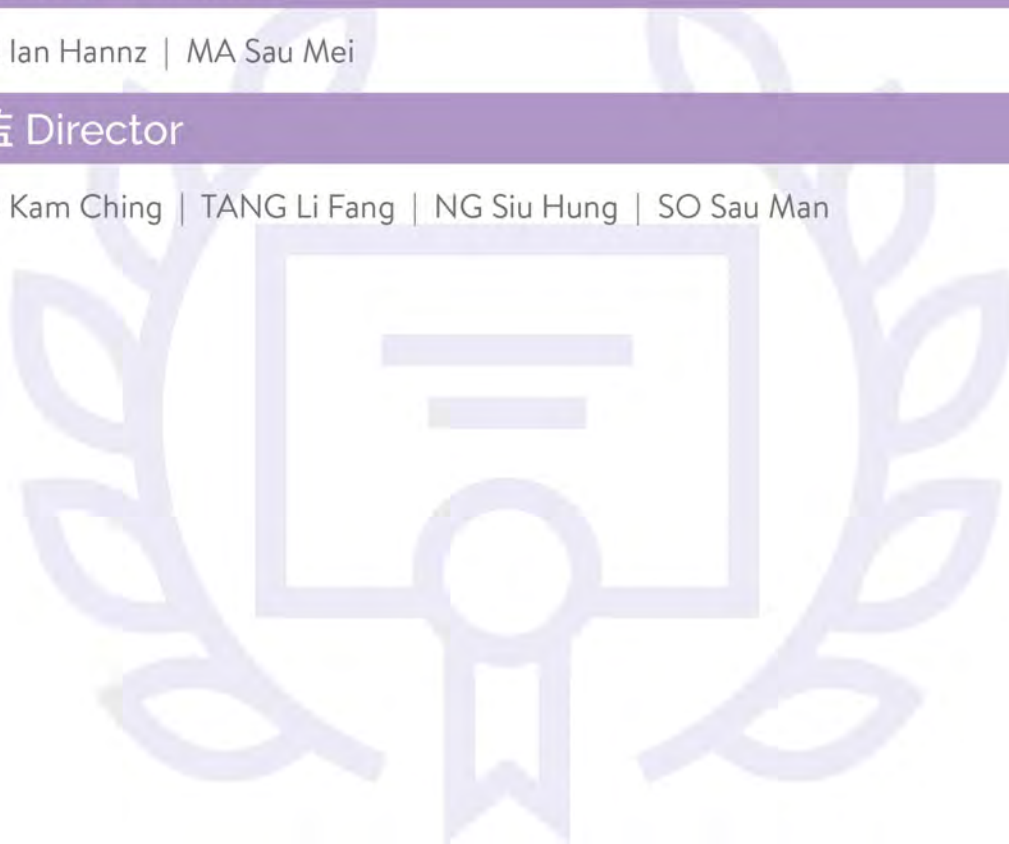 Ian Hannz | MA Sau Mei
Director
Kam Ching | TANG Li Fang | NG Siu Hung | SO Sau Man